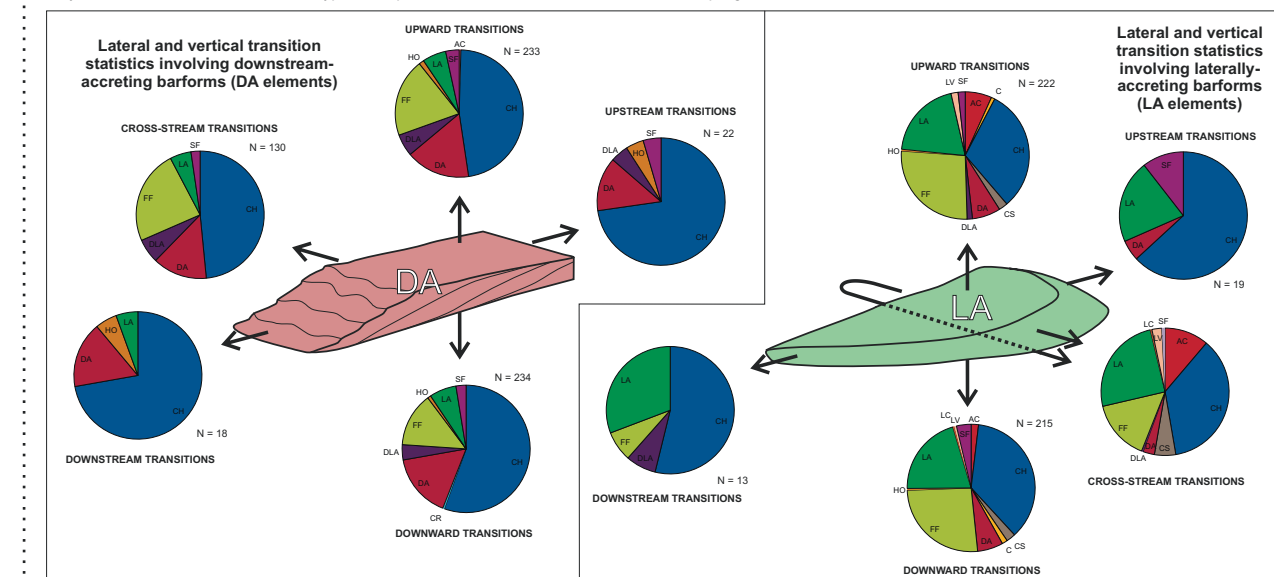 Lateral and vertical transition
statistics involving downstream-
accreting barforms (DA elements)
UPWARD TRANSITIONS
N = 233
AC
SF
LA
HO
FF
DLA
DA
CH
CROSS-STREAM TRANSITIONS
N = 130
SF
LA
FF
DLA
DA
CH
UPSTREAM TRANSITIONS
N = 22
SF
HO
DLA
DA
CH
DA
LA
HO
DA
CH
N = 18
DOWNSTREAM TRANSITIONS
N = 234
SF
LA
HO
FF
DLA
DA
CR
CH
DOWNWARD TRANSITIONS
Lateral and vertical
transition statistics
involving laterally-
accreting barforms
(LA elements)
UPWARD TRANSITIONS
N = 222
LV
SF
AC
C
LA
CH
HO
FF
DLA
DA
CS
UPSTREAM TRANSITIONS
SF
LA
DA
CH
N = 19
LA
LA
FF
DLA
CH
N = 13
DOWNSTREAM TRANSITIONS
LC
LV
SF
AC
LA
CH
FF
DLA
DA
CS
CROSS-STREAM TRANSITIONS
N = 215
LC
LV
SF
AC
LA
CH
HO
FF
DA
C
CS
DOWNWARD TRANSITIONS